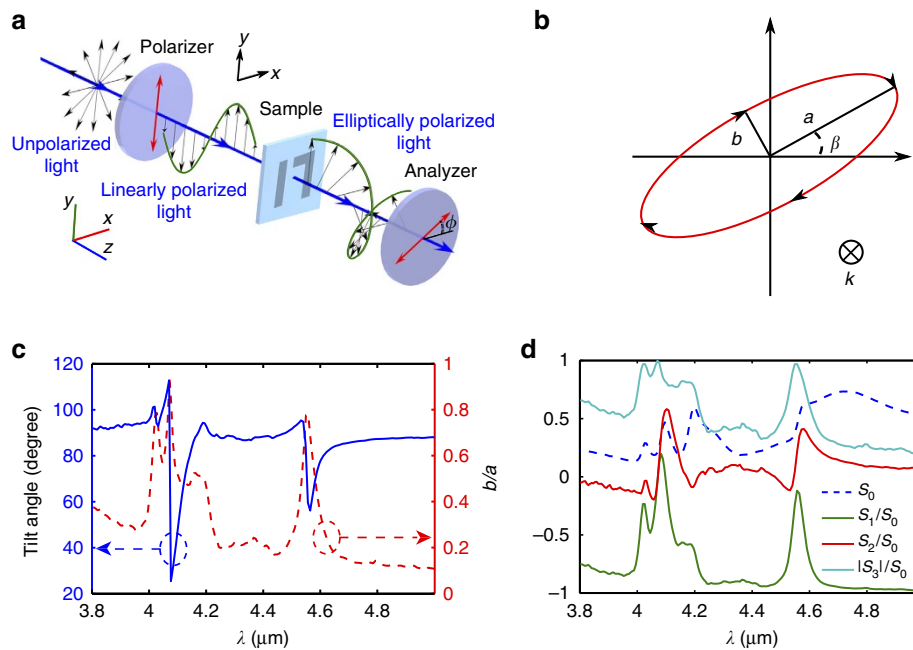 a
Polarizer
y
x
Sample
Elliptically polarized
light
Unpolarized
light
Analyzer
Linearly polarized
light
ϕ
y
x
z
b
a
b
β
k
c
120
100
80
60
40
20
Tilt angle (degree)
1
0.8
0.6
0.4
0.2
0
b/a
3.8 4 4.2 4.4 4.6 4.8
λ (μm)
d
1
0.5
0
−0.5
−1
S0
S1/S0
S2/S0
|S3|/S0
3.8 4 4.2 4.4 4.6 4.8
λ (μm)